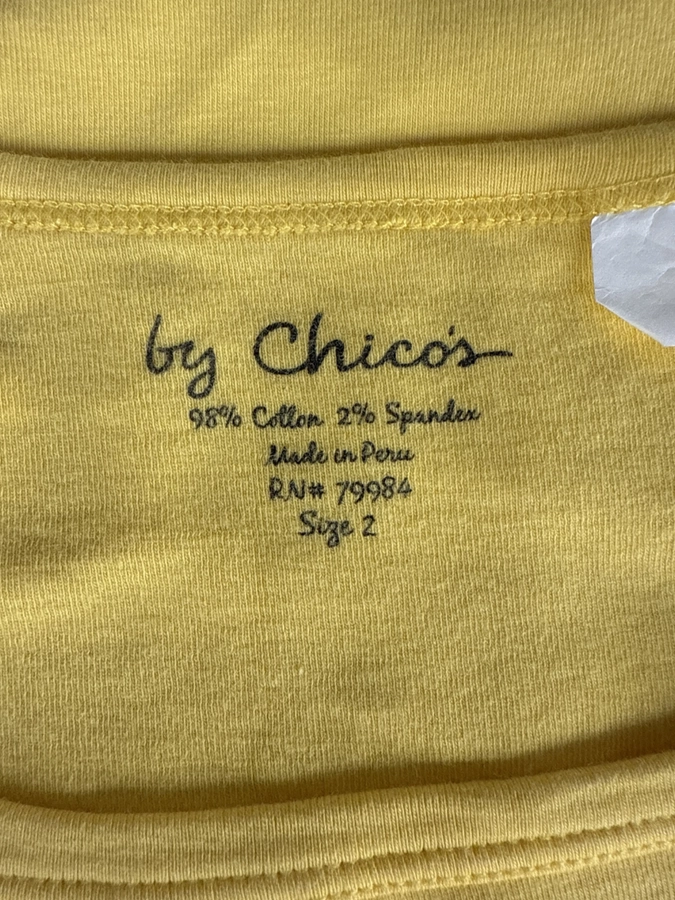 by Chico's
98% Cotton 2% Spandex
Made in Peru
RN# 79984
Size 2